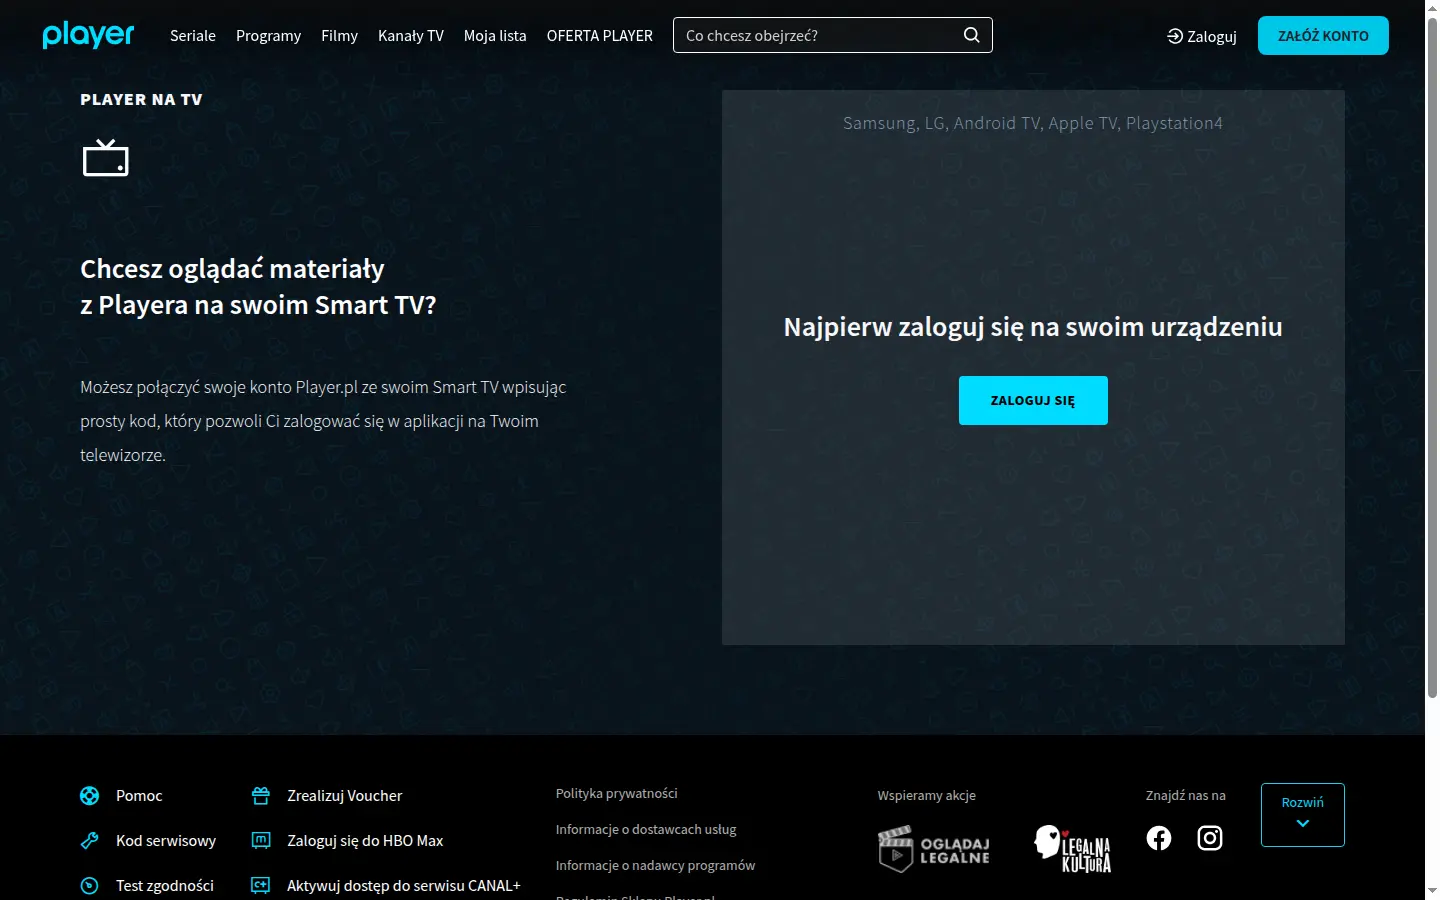 player
Seriale
Programy
Filmy
Kanały TV
Moja lista
OFERTA PLAYER
Co chcesz obejrzeć?
Zaloguj
ZAŁÓŻ KONTO
PLAYER NA TV
Chcesz oglądać materiały
z Playera na swoim Smart TV?
Możesz połączyć swoje konto Player.pl ze swoim Smart TV wpisując
prosty kod, który pozwoli Ci zalogować się w aplikacji na Twoim
telewizorze.
Samsung, LG, Android TV, Apple TV, Playstation4
Najpierw zaloguj się na swoim urządzeniu
ZALOGUJ SIĘ
Pomoc
Kod serwisowy
Test zgodności
Zrealizuj Voucher
Zaloguj się do HBO Max
Aktywuj dostęp do serwisu CANAL+
Polityka prywatności
Informacje o dostawcach usług
Informacje o nadawcy programów
Regulamin Sklepu Player.pl
Wspieramy akcje
OGLĄDAJ
LEGALNE
LEGALNA
KULTURA
Znajdź nas na
Rozwiń